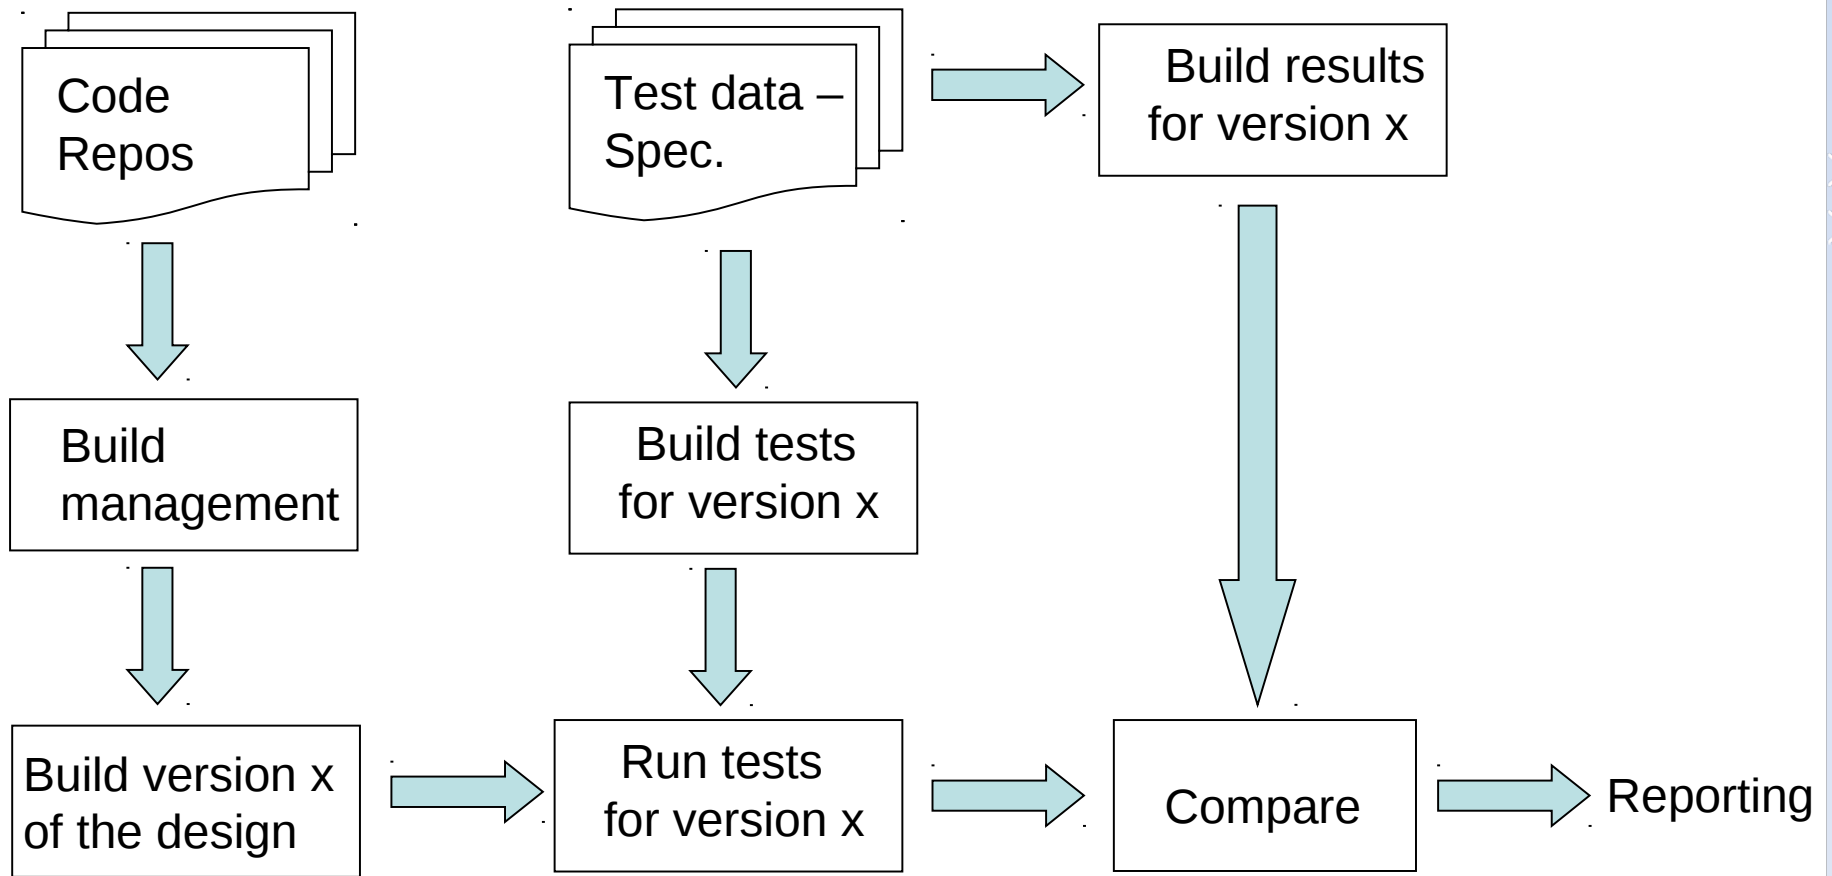 Code
Repos
Test data –
Spec.
Build results
for version x
Build
management
Build tests
for version x
Build version x
of the design
Run tests
for version x
Compare
Reporting